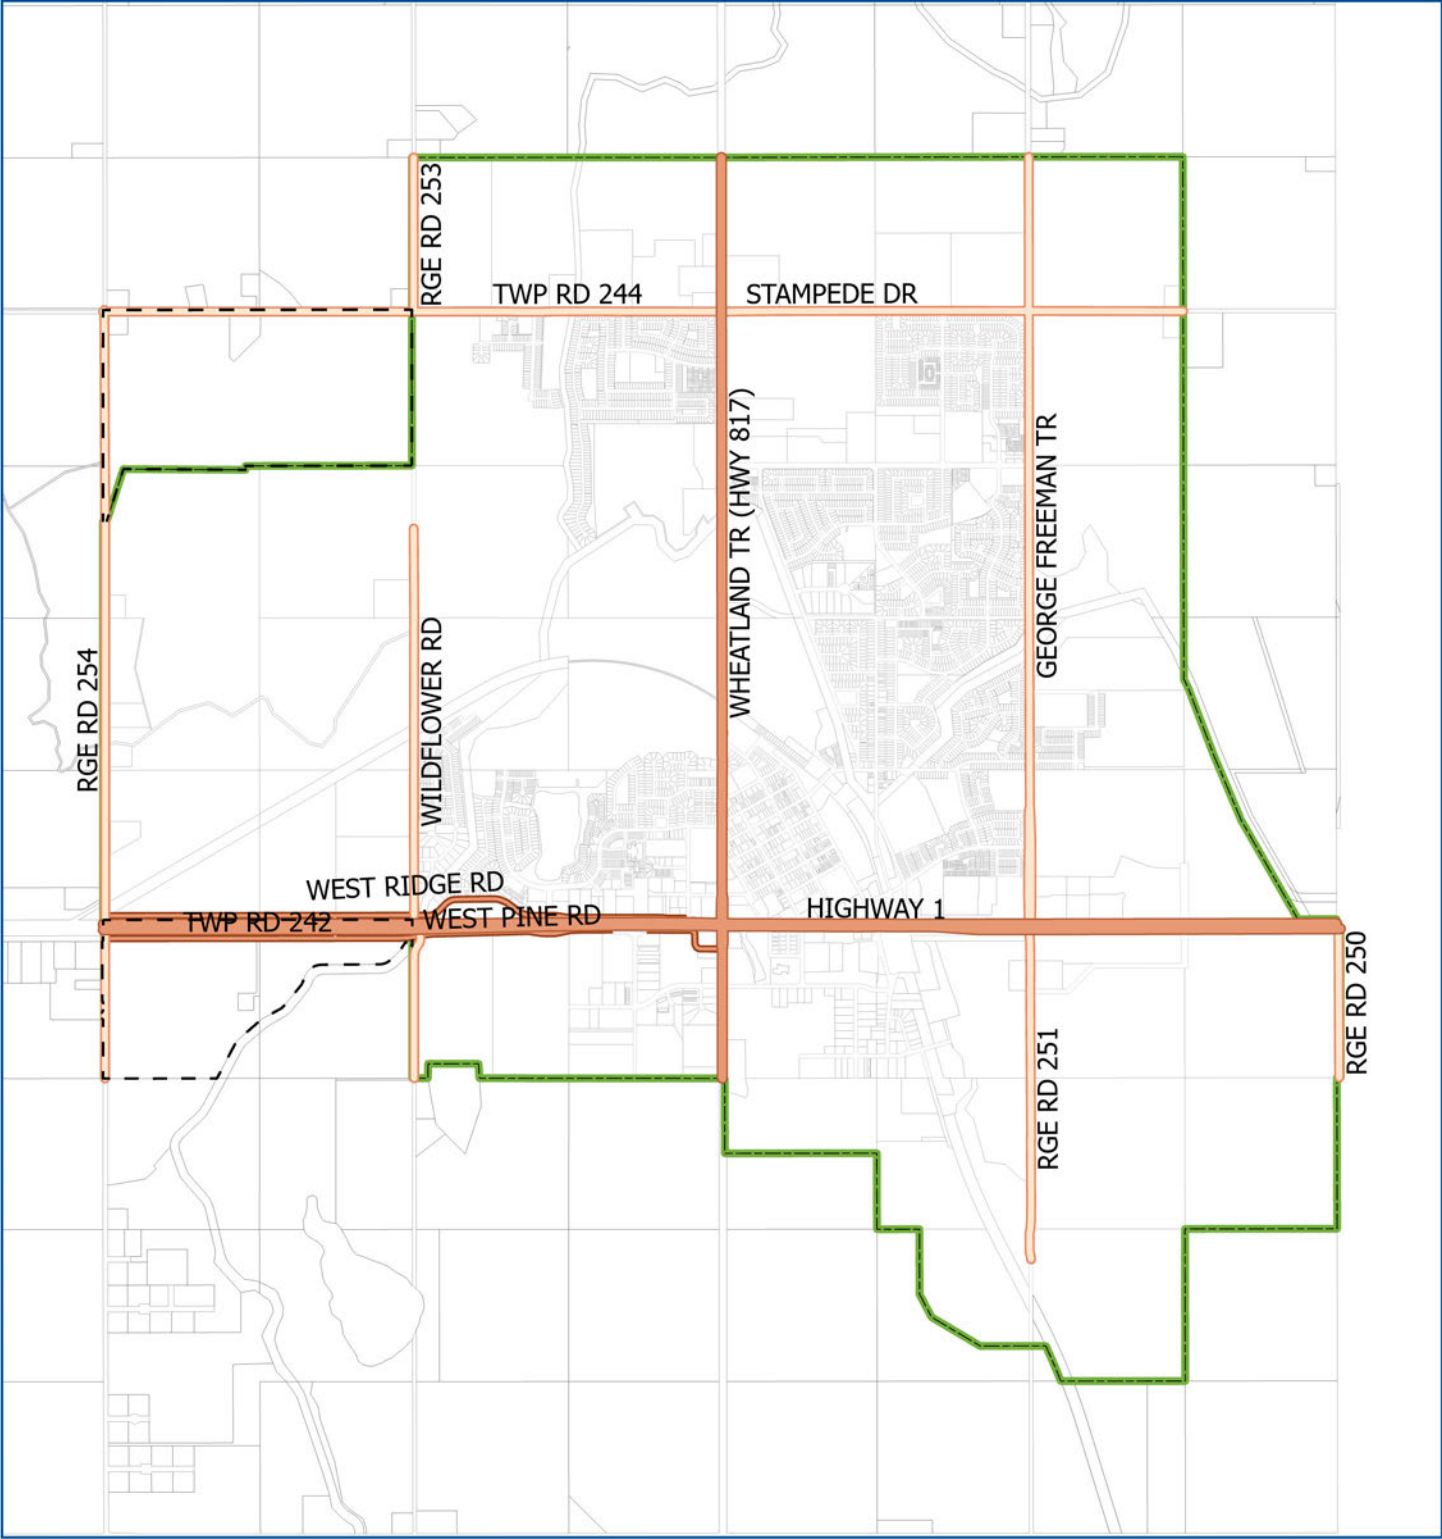 RGE RD 253
TWP RD 244
STAMPEDE DR
WHEATLAND TR (HWY 817)
GEORGE FREEMAN TR
RGE RD 254
WILDFLOWER RD
WEST RIDGE RD
TWP RD 242
WEST PINE RD
HIGHWAY 1
RGE RD 250
RGE RD 251